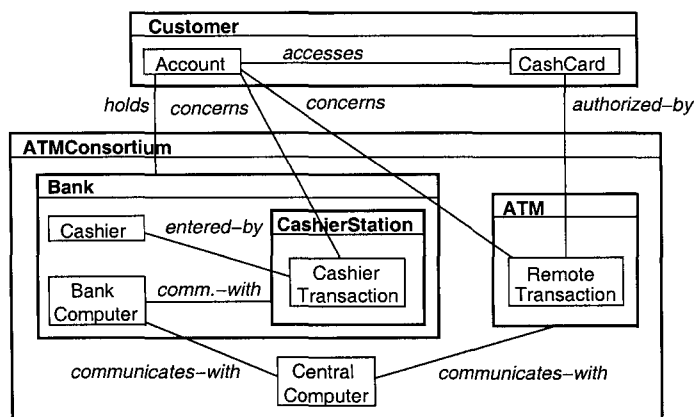 Customer
Account
accesses
CashCard
holds
concerns
concerns
authorized-by
ATMConsortium
Bank
ATM
Cashier
entered-by
CashierStation
Bank
Computer
comm.-with
Cashier
Transaction
Remote
Transaction
communicates-with
Central
Computer
communicates-with